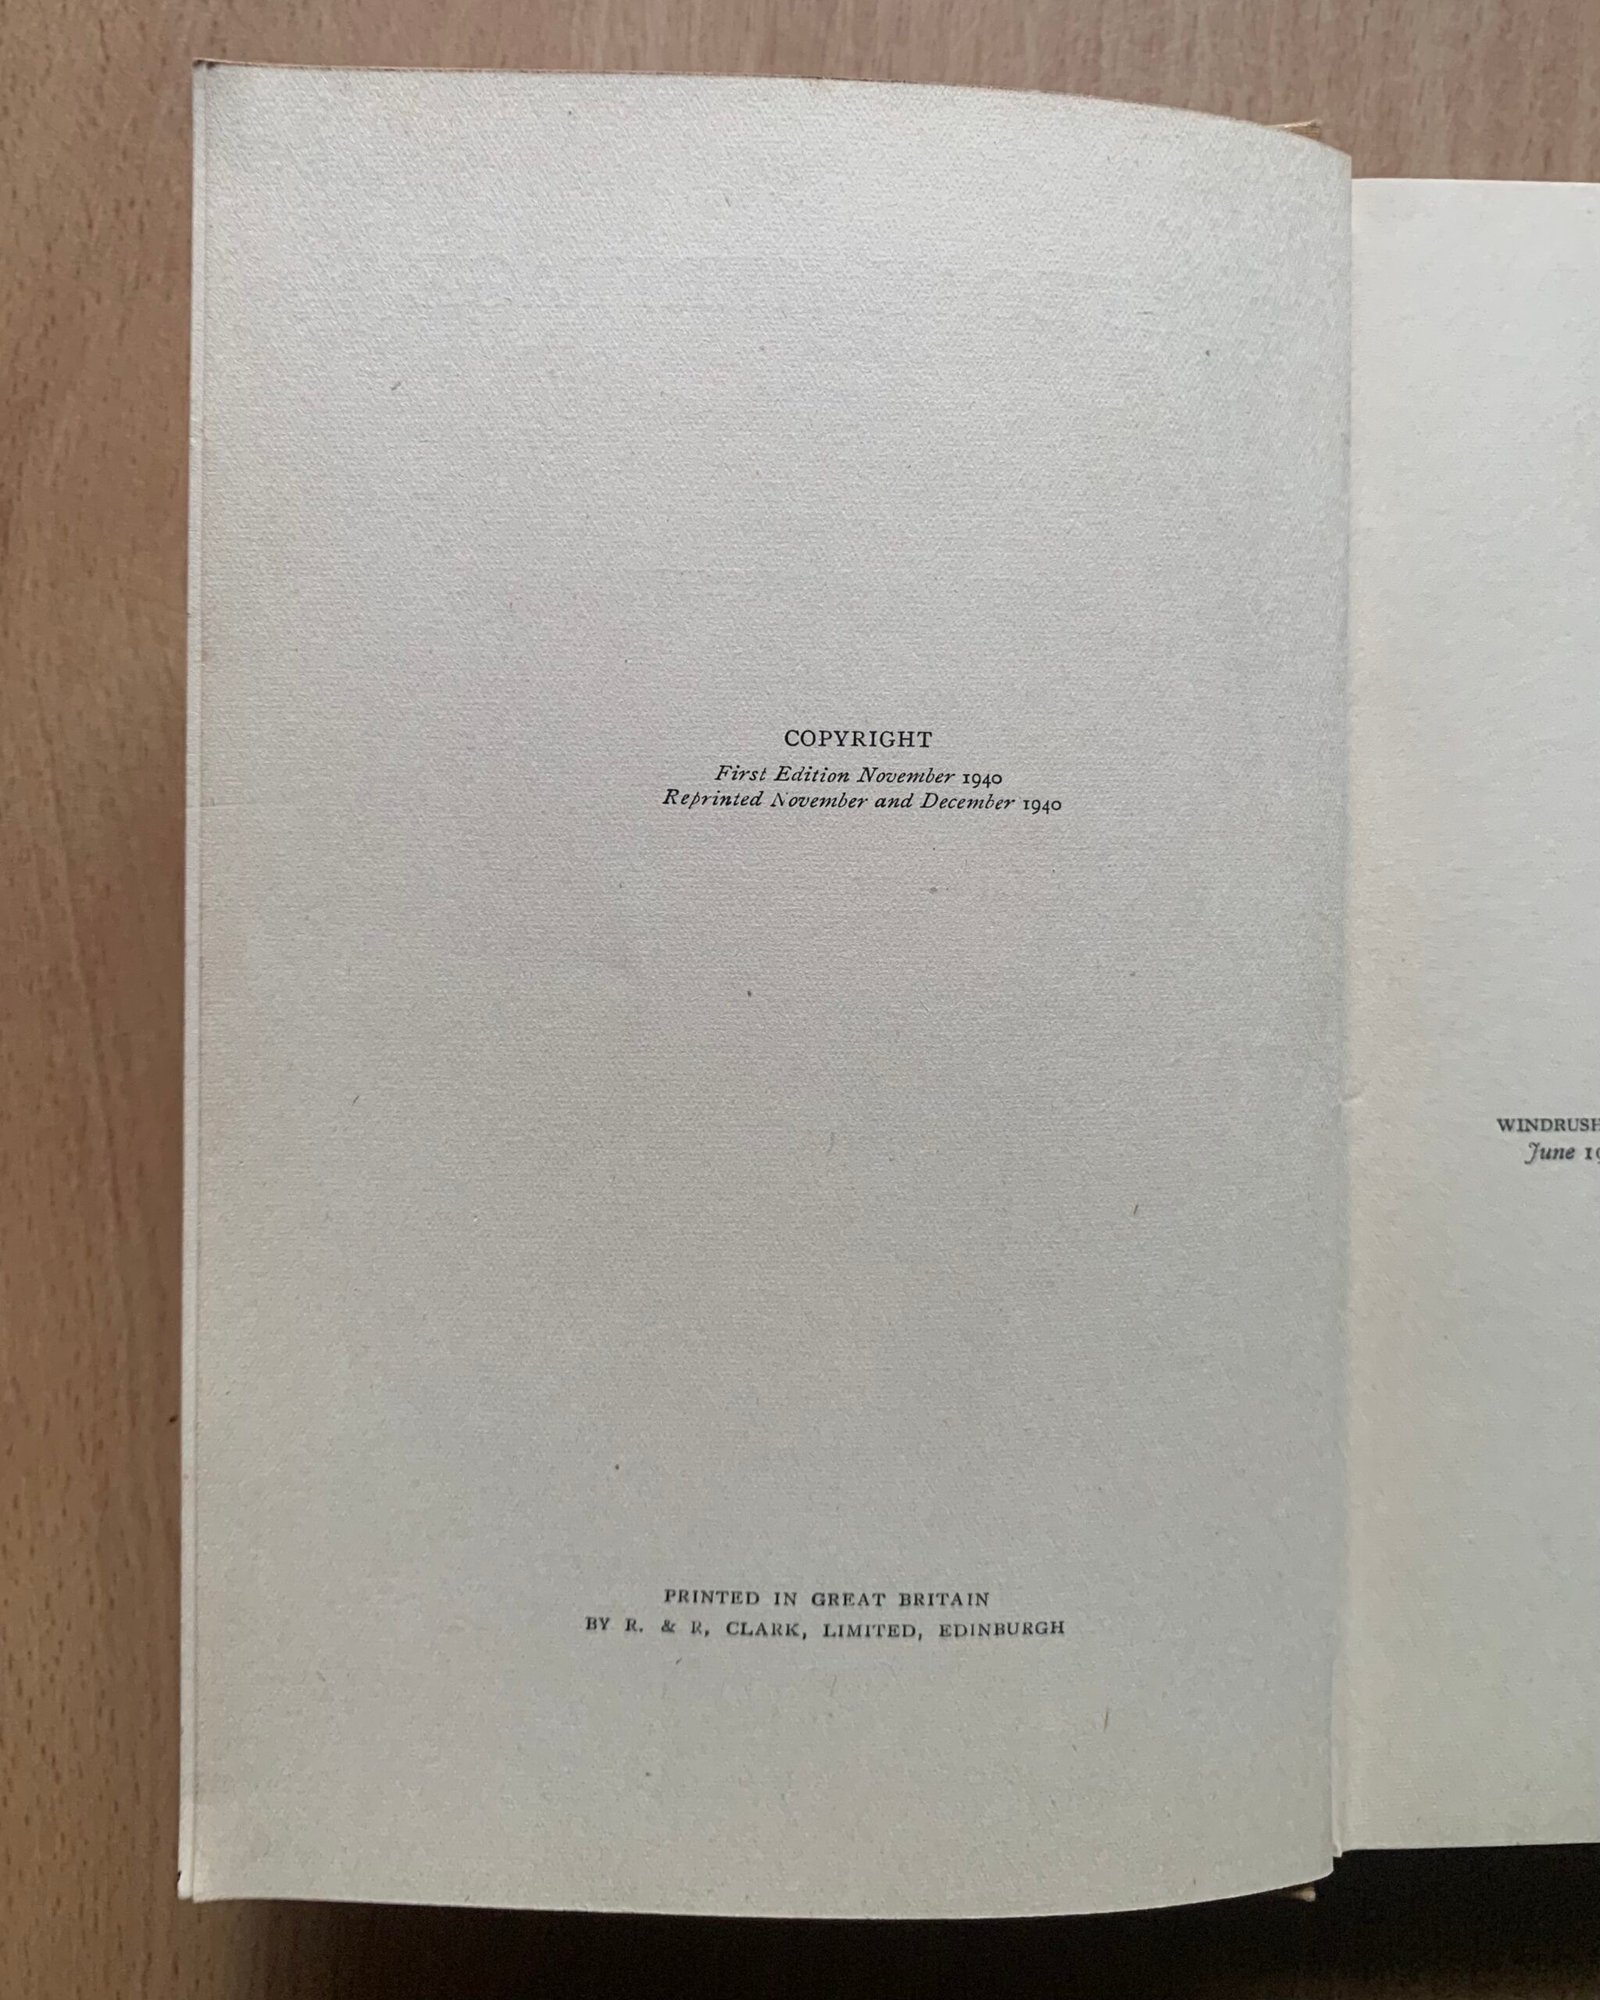 COPYRIGHT
First Edition November 1940
Reprinted November and December 1940
PRINTED IN GREAT BRITAIN
BY R. & R. CLARK, LIMITED, EDINBURGH
WINDRUSH
June